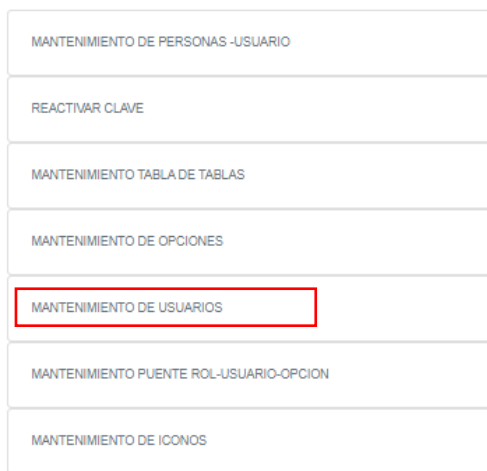 MANTENIMIENTO DE PERSONAS -USUARIO
REACTIVAR CLAVE
MANTENIMIENTO TABLA DE TABLAS
MANTENIMIENTO DE OPCIONES
MANTENIMIENTO DE USUARIOS
MANTENIMIENTO PUENTE ROL-USUARIO-OPCION
MANTENIMIENTO DE ICONOS